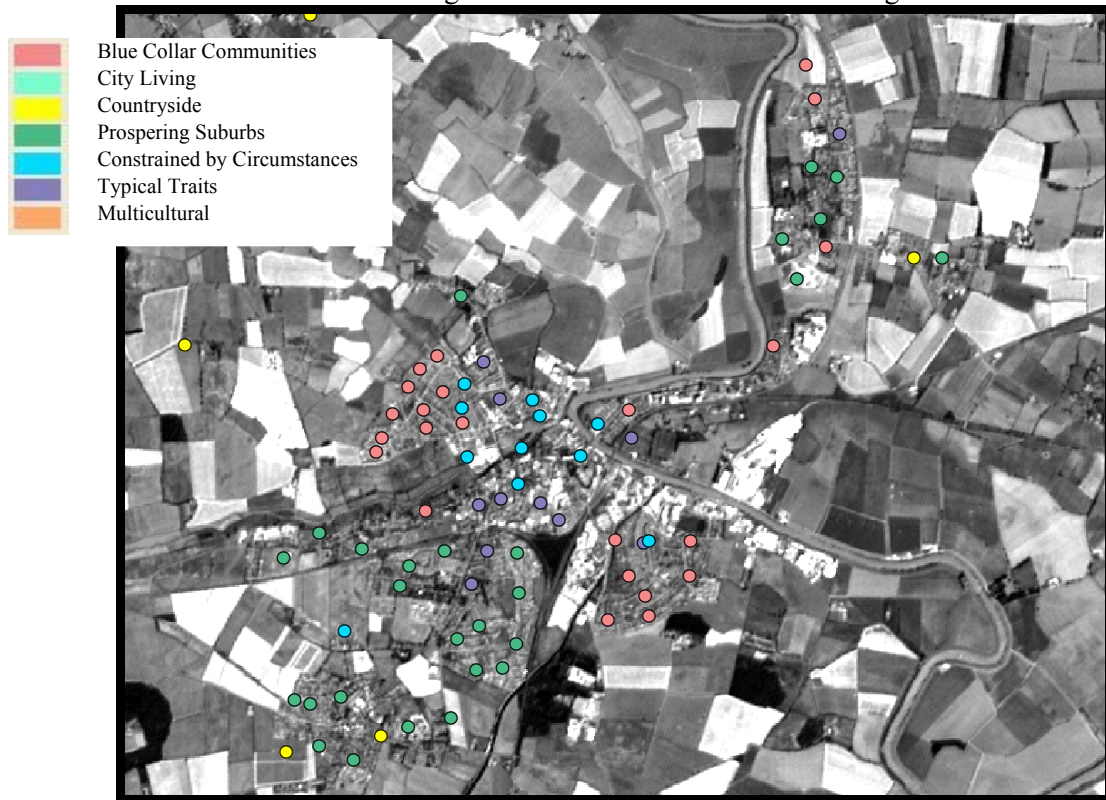 Blue Collar Communities
City Living
Countryside
Prospering Suburbs
Constrained by Circumstances
Typical Traits
Multicultural